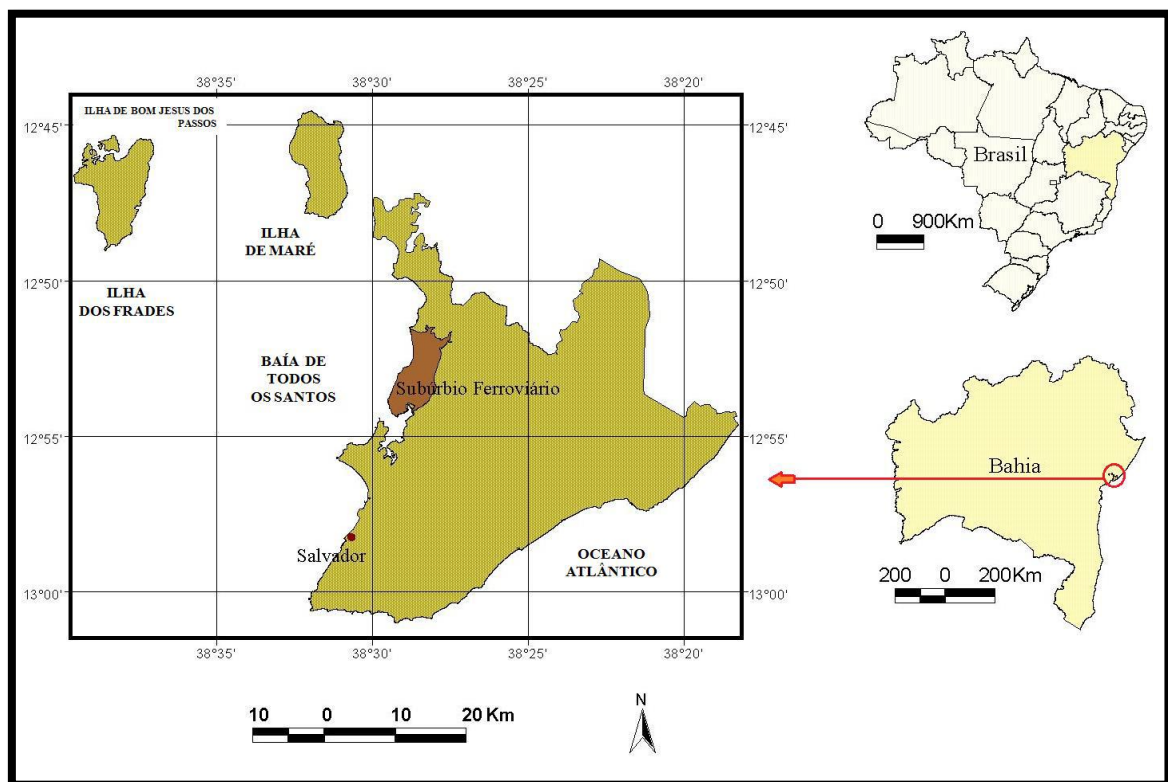 38°35'
38°30'
38°25'
38°20'
12°45'
ILHA DE BOM JESUS DOS
PASSOS
12°45'
ILHA
DE MARÉ
12°50'
12°50'
ILHA
DOS FRADES
BAÍA DE
TODOS
OS SANTOS
Subúrbio Ferroviário
12°55'
12°55'
Salvador
OCEANO
ATLÂNTICO
13°00'
13°00'
38°35'
38°30'
38°25'
38°20'
10 0 10 20 Km
N
Brasil
0 900Km
Bahia
200 0 200Km